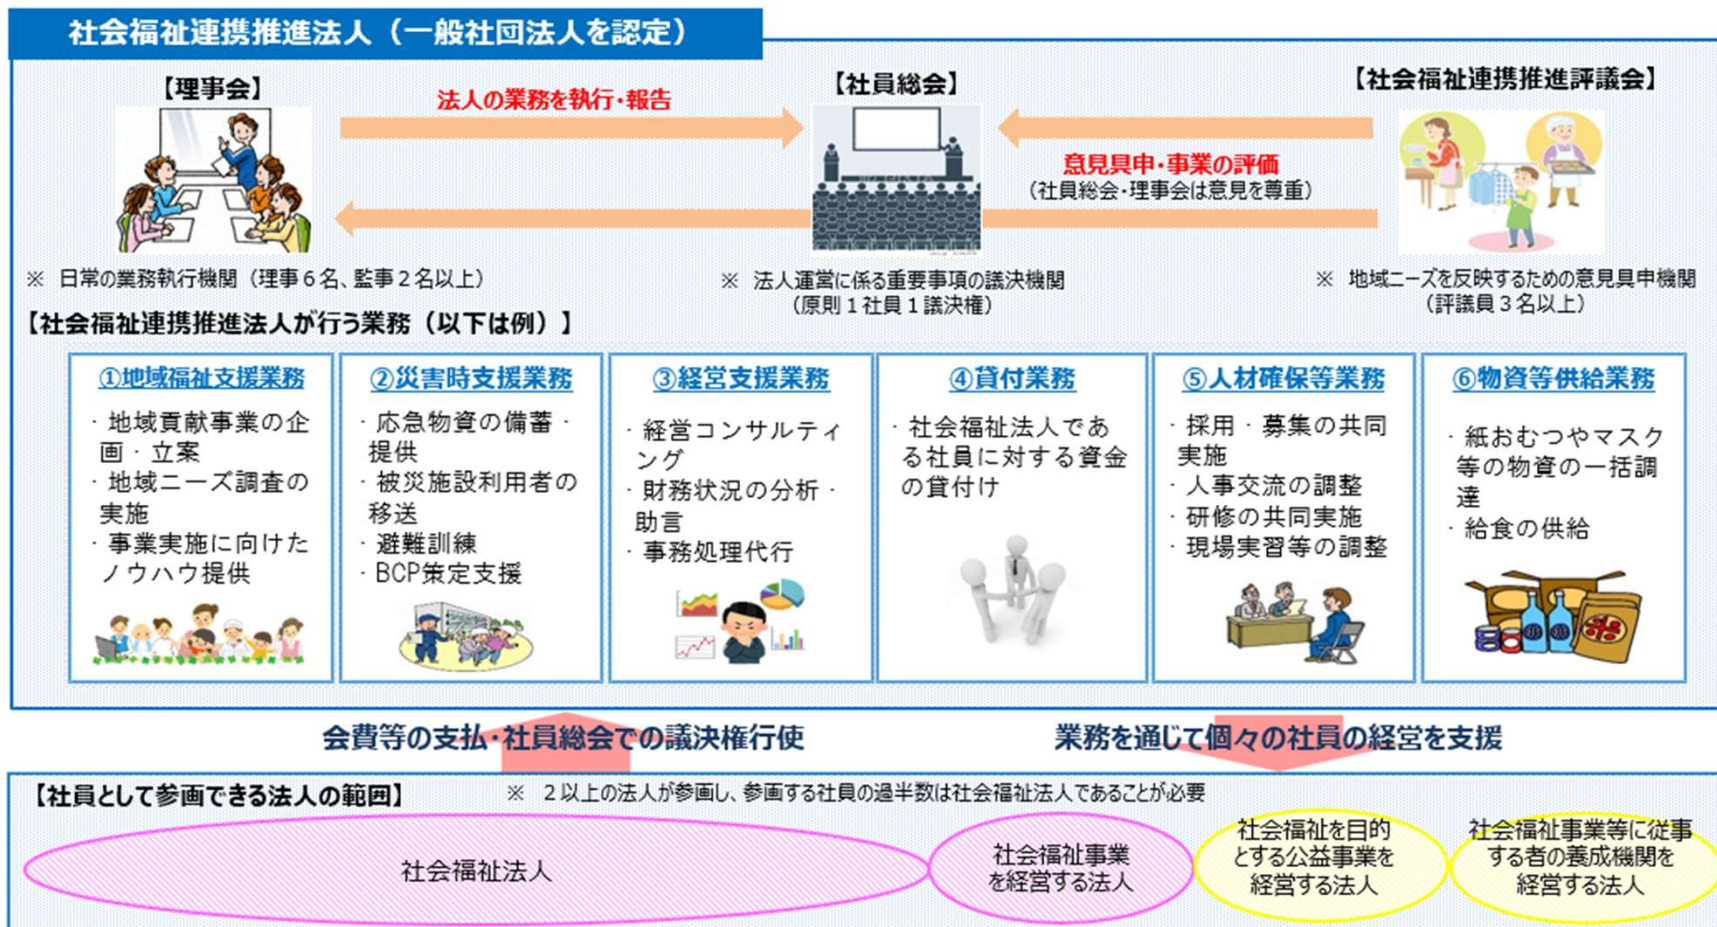 社会福祉連携推進法人（一般社団法人を認定）
【理事会】
法人の業務を執行・報告
【社員総会】
【社会福祉連携推進評議会】
意見具申・事業の評価
（社員総会・理事会は意見を尊重）
※　日常の業務執行機関（理事６名、監事２名以上）
※　法人運営に係る重要事項の議決機関
（原則１社員１議決権）
※　地域ニーズを反映するための意見具申機関
（評議員３名以上）
【社会福祉連携推進法人が行う業務（以下は例）】
①地域福祉支援業務
・地域貢献事業の企
画・立案
・地域ニーズ調査の
実施
・事業実施に向けた
ノウハウ提供
②災害時支援業務
・応急物資の備蓄・
提供
・被災施設利用者の
移送
・避難訓練
・BCP策定支援
③経営支援業務
・経営コンサルティ
ング
・財務状況の分析・
助言
・事務処理代行
④貸付業務
・社会福祉法人であ
る社員に対する資金
の貸付け
⑤人材確保等業務
・採用・募集の共同
実施
・人事交流の調整
・研修の共同実施
・現場実習等の調整
⑥物資等供給業務
・紙おむつやマスク
等の物資の一括調
達
・給食の供給
会費等の支払・社員総会での議決権行使
業務を通じて個々の社員の経営を支援
【社員として参画できる法人の範囲】
※　２以上の法人が参画し、参画する社員の過半数は社会福祉法人であることが必要
社会福祉法人
社会福祉事業
を経営する法人
社会福祉を目的
とする公益事業を
経営する法人
社会福祉事業等に従事
する者の養成機関を
経営する法人